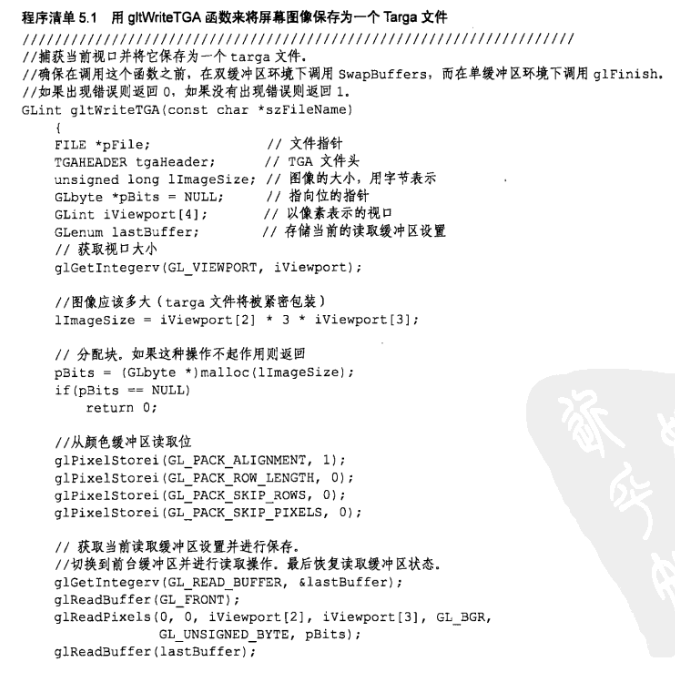 程序清单 5.1 用 gltWriteTGA 函数来将屏幕图像保存为一个 Targa 文件
/////////////////////////////////////////////////////////////////////
//捕获当前视口并将它保存为一个 targa 文件。
//确保在调用这个函数之前，在双缓冲区环境下调用 SwapBuffers，而在单缓冲区环境下调用 glFinish。
//如果出现错误则返回 0，如果没有出现错误则返回 1。
GLint gltWriteTGA(const char *szFileName)
{
FILE *pFile; // 文件指针
TGAHEADER tgaHeader; // TGA 文件头
unsigned long lImageSize; // 图像的大小，用字节表示
GLbyte *pBits = NULL; // 指向位的指针
GLint iViewport[4]; // 以像素表示的视口
GLenum lastBuffer; // 存储当前的读取缓冲区设置
// 获取视口大小
glGetIntegerv(GL_VIEWPORT, iViewport);
//图像应该多大（targa 文件将被紧密包装）
lImageSize = iViewport[2] * 3 * iViewport[3];
// 分配块。如果这种操作不起作用则返回
pBits = (GLbyte *)malloc(lImageSize);
if(pBits == NULL)
return 0;
//从颜色缓冲区读取位
glPixelStorei(GL_PACK_ALIGNMENT, 1);
glPixelStorei(GL_PACK_ROW_LENGTH, 0);
glPixelStorei(GL_PACK_SKIP_ROWS, 0);
glPixelStorei(GL_PACK_SKIP_PIXELS, 0);
// 获取当前读取缓冲区设置并进行保存。
//切换到前台缓冲区并进行读取操作。最后恢复读取缓冲区状态。
glGetIntegerv(GL_READ_BUFFER, &lastBuffer);
glReadBuffer(GL_FRONT);
glReadPixels(0, 0, iViewport[2], iViewport[3], GL_BGR,
GL_UNSIGNED_BYTE, pBits);
glReadBuffer(lastBuffer);